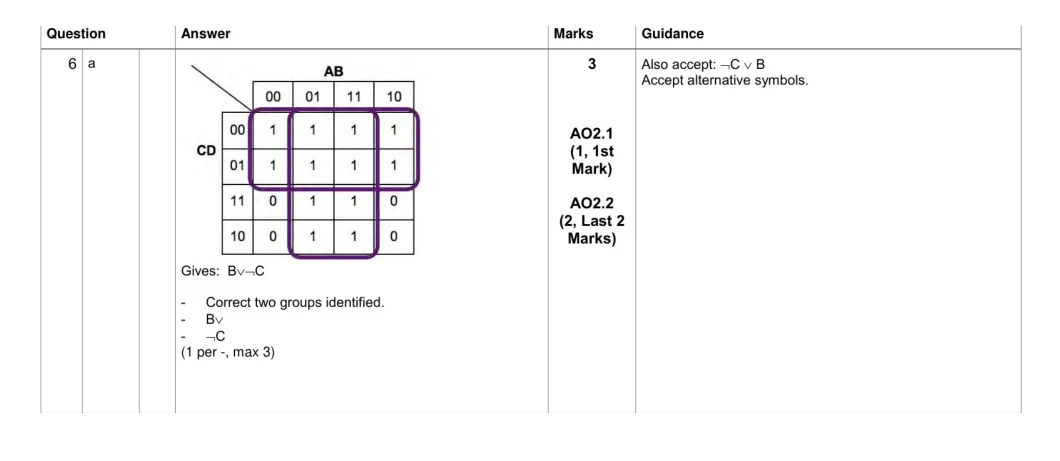 Question Answer Marks Guidance
6 a
AB
00 01 11 10
CD
00 1 1 1 1
01 1 1 1 1
11 0 1 1 0
10 0 1 1 0
Gives: B∨¬C
- Correct two groups identified.
- B∨
- ¬C
(1 per -, max 3)
3
AO2.1
(1, 1st
Mark)
AO2.2
(2, Last 2
Marks)
Also accept: ¬C ∨ B
Accept alternative symbols.